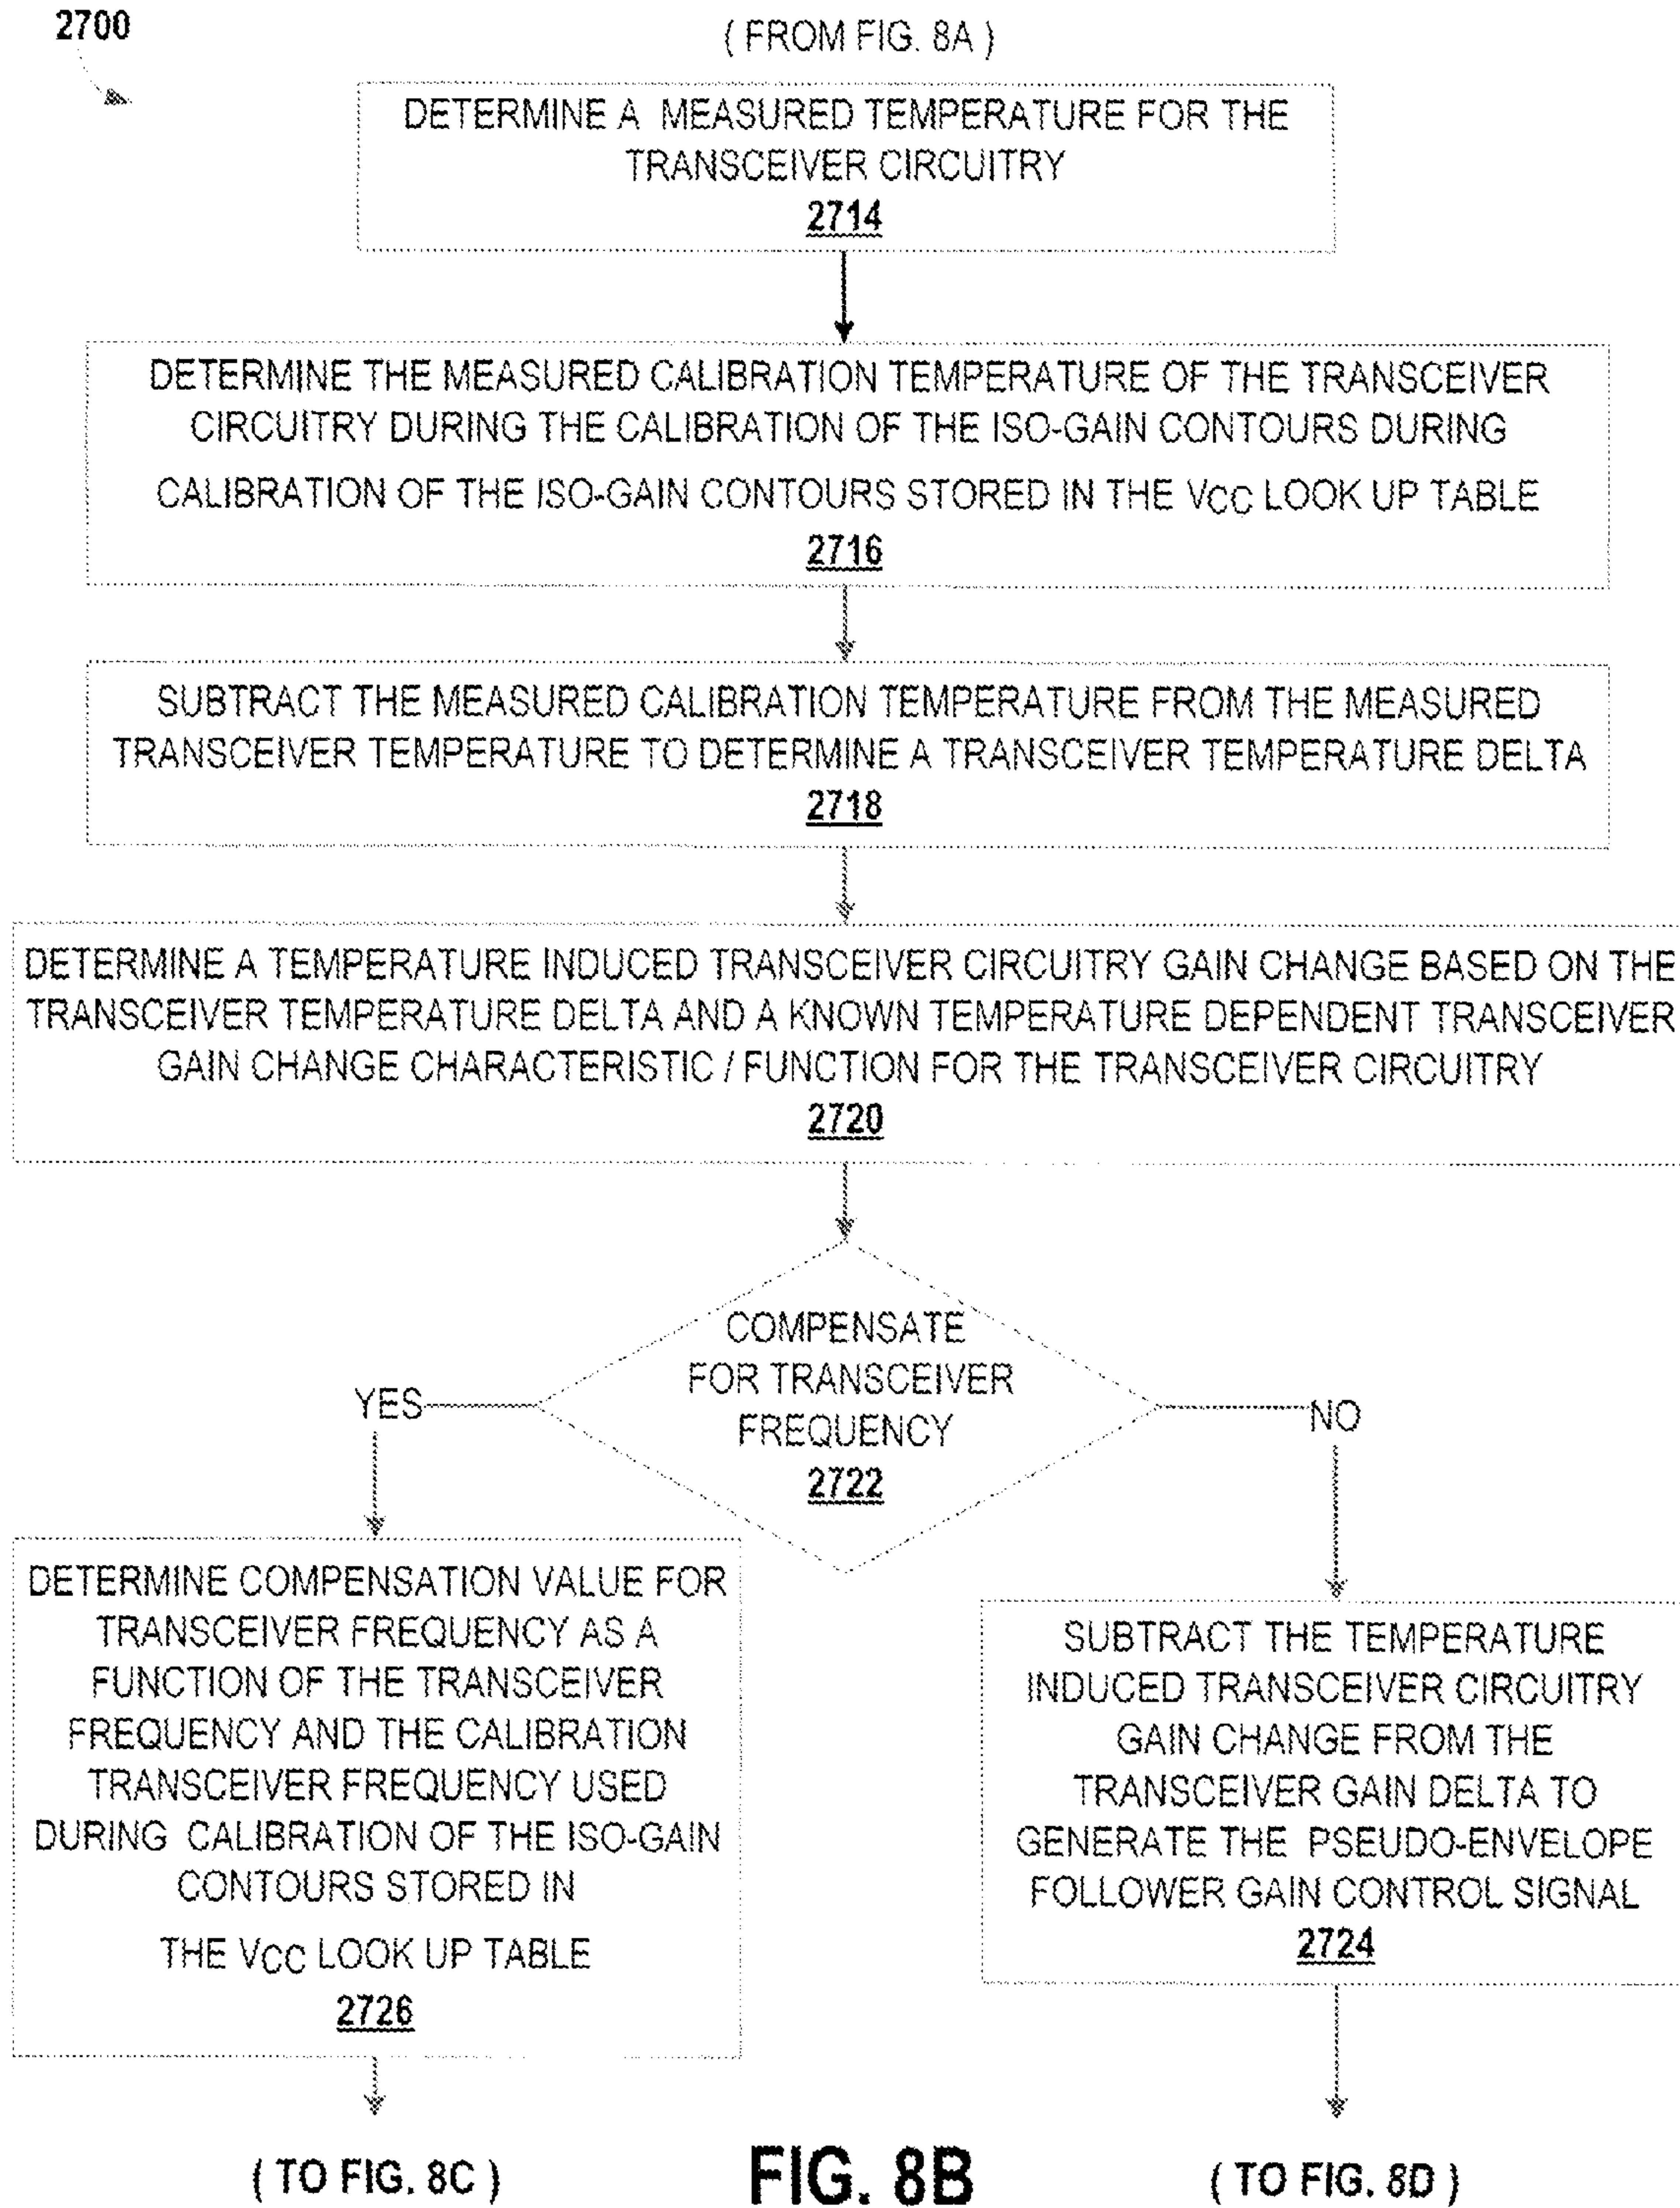 2700
( FROM FIG. 8A )
DETERMINE A MEASURED TEMPERATURE FOR THE
TRANSCEIVER CIRCUITRY
2714
DETERMINE THE MEASURED CALIBRATION TEMPERATURE OF THE TRANSCEIVER
CIRCUITRY DURING THE CALIBRATION OF THE ISO-GAIN CONTOURS DURING
CALIBRATION OF THE ISO-GAIN CONTOURS STORED IN THE VCC LOOK UP TABLE
2716
SUBTRACT THE MEASURED CALIBRATION TEMPERATURE FROM THE MEASURED
TRANSCEIVER TEMPERATURE TO DETERMINE A TRANSCEIVER TEMPERATURE DELTA
2718
DETERMINE A TEMPERATURE INDUCED TRANSCEIVER CIRCUITRY GAIN CHANGE BASED ON THE
TRANSCEIVER TEMPERATURE DELTA AND A KNOWN TEMPERATURE DEPENDENT TRANSCEIVER
GAIN CHANGE CHARACTERISTIC / FUNCTION FOR THE TRANSCEIVER CIRCUITRY
2720
COMPENSATE
FOR TRANSCEIVER
FREQUENCY
2722
YES
NO
DETERMINE COMPENSATION VALUE FOR
TRANSCEIVER FREQUENCY AS A
FUNCTION OF THE TRANSCEIVER
FREQUENCY AND THE CALIBRATION
TRANSCEIVER FREQUENCY USED
DURING CALIBRATION OF THE ISO-GAIN
CONTOURS STORED IN
THE VCC LOOK UP TABLE
2726
SUBTRACT THE TEMPERATURE
INDUCED TRANSCEIVER CIRCUITRY
GAIN CHANGE FROM THE
TRANSCEIVER GAIN DELTA TO
GENERATE THE PSEUDO-ENVELOPE
FOLLOWER GAIN CONTROL SIGNAL
2724
( TO FIG. 8C )
FIG. 8B
( TO FIG. 8D )